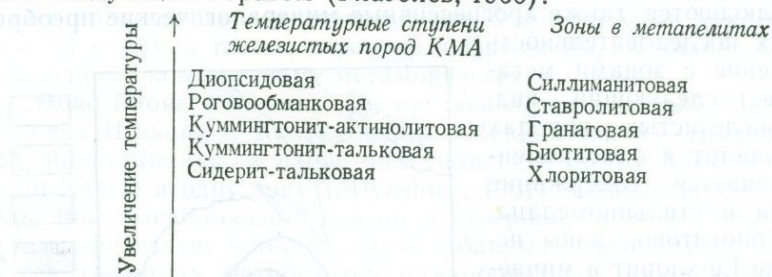 Температурные ступени
железистых пород КМА
Зоны в метапелитах
Увеличение температуры
Диопсидовая
Роговообманковая
Куммингтонит-актинолитовая
Куммингтонит-тальковая
Сидерит-тальковая
Силлиминитовая
Ставролитовая
Гранатовая
Биотитовая
Хлоритовая